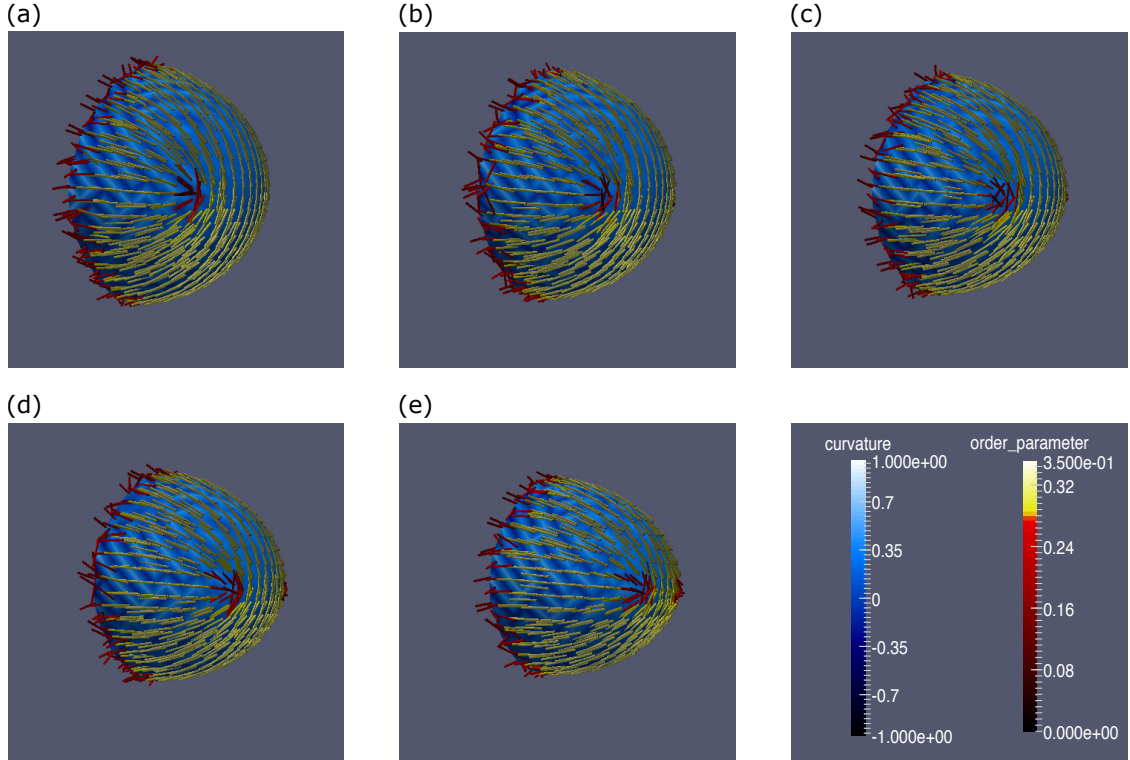 (a)
(b)
(c)
(d)
(e)
curvature
1.000e+00
0.7
0.35
0
-0.35
-0.7
-1.000e+00
order_parameter
3.500e-01
0.32
0.24
0.16
0.08
0.000e+00